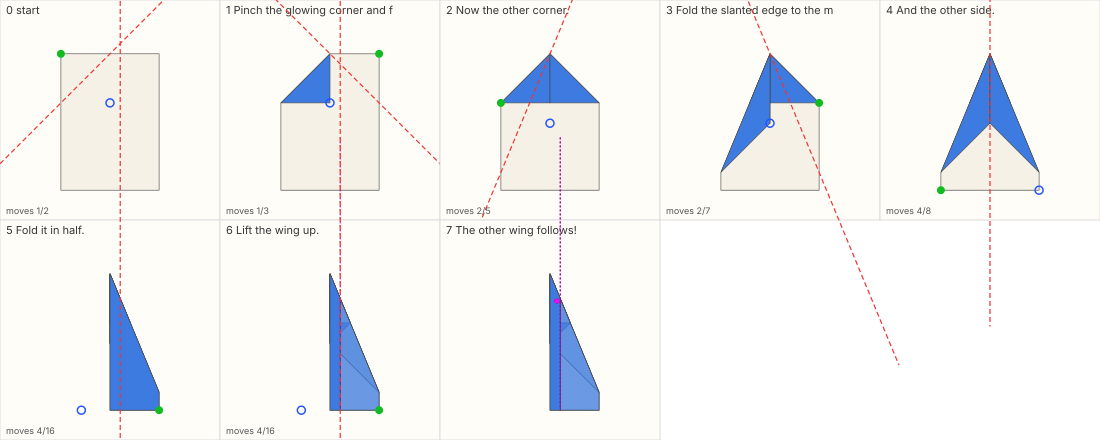 0 start
1 Pinch the glowing corner and f
2 Now the other corner.
3 Fold the slanted edge to the m
4 And the other side.
moves 1/2
moves 1/3
moves 2/5
moves 2/7
moves 4/8
5 Fold it in half.
6 Lift the wing up.
7 The other wing follows!
moves 4/16
moves 4/16